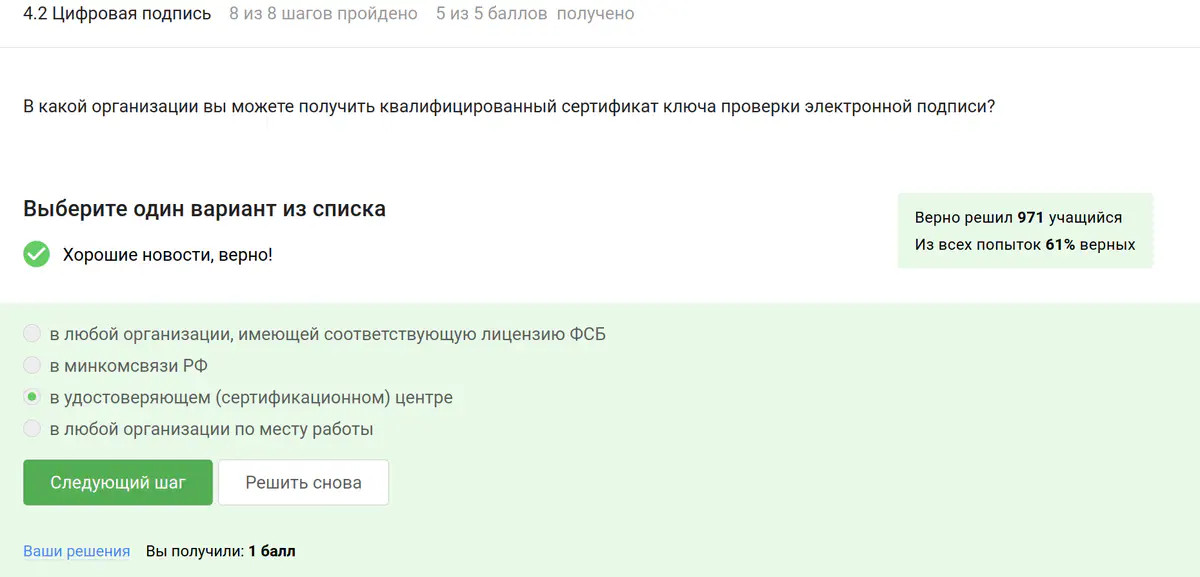 4.2 Цифровая подпись 8 из 8 шагов пройдено 5 из 5 баллов получено
В какой организации вы можете получить квалифицированный сертификат ключа проверки электронной подписи?
Выберите один вариант из списка
Хорошие новости, верно!
Верно решил 971 учащийся
Из всех попыток 61% верных
в любой организации, имеющей соответствующую лицензию ФСБ
в минкомсвязи РФ
в удостоверяющем (сертификационном) центре
в любой организации по месту работы
Следующий шаг Решить снова
Ваши решения Вы получили: 1 балл